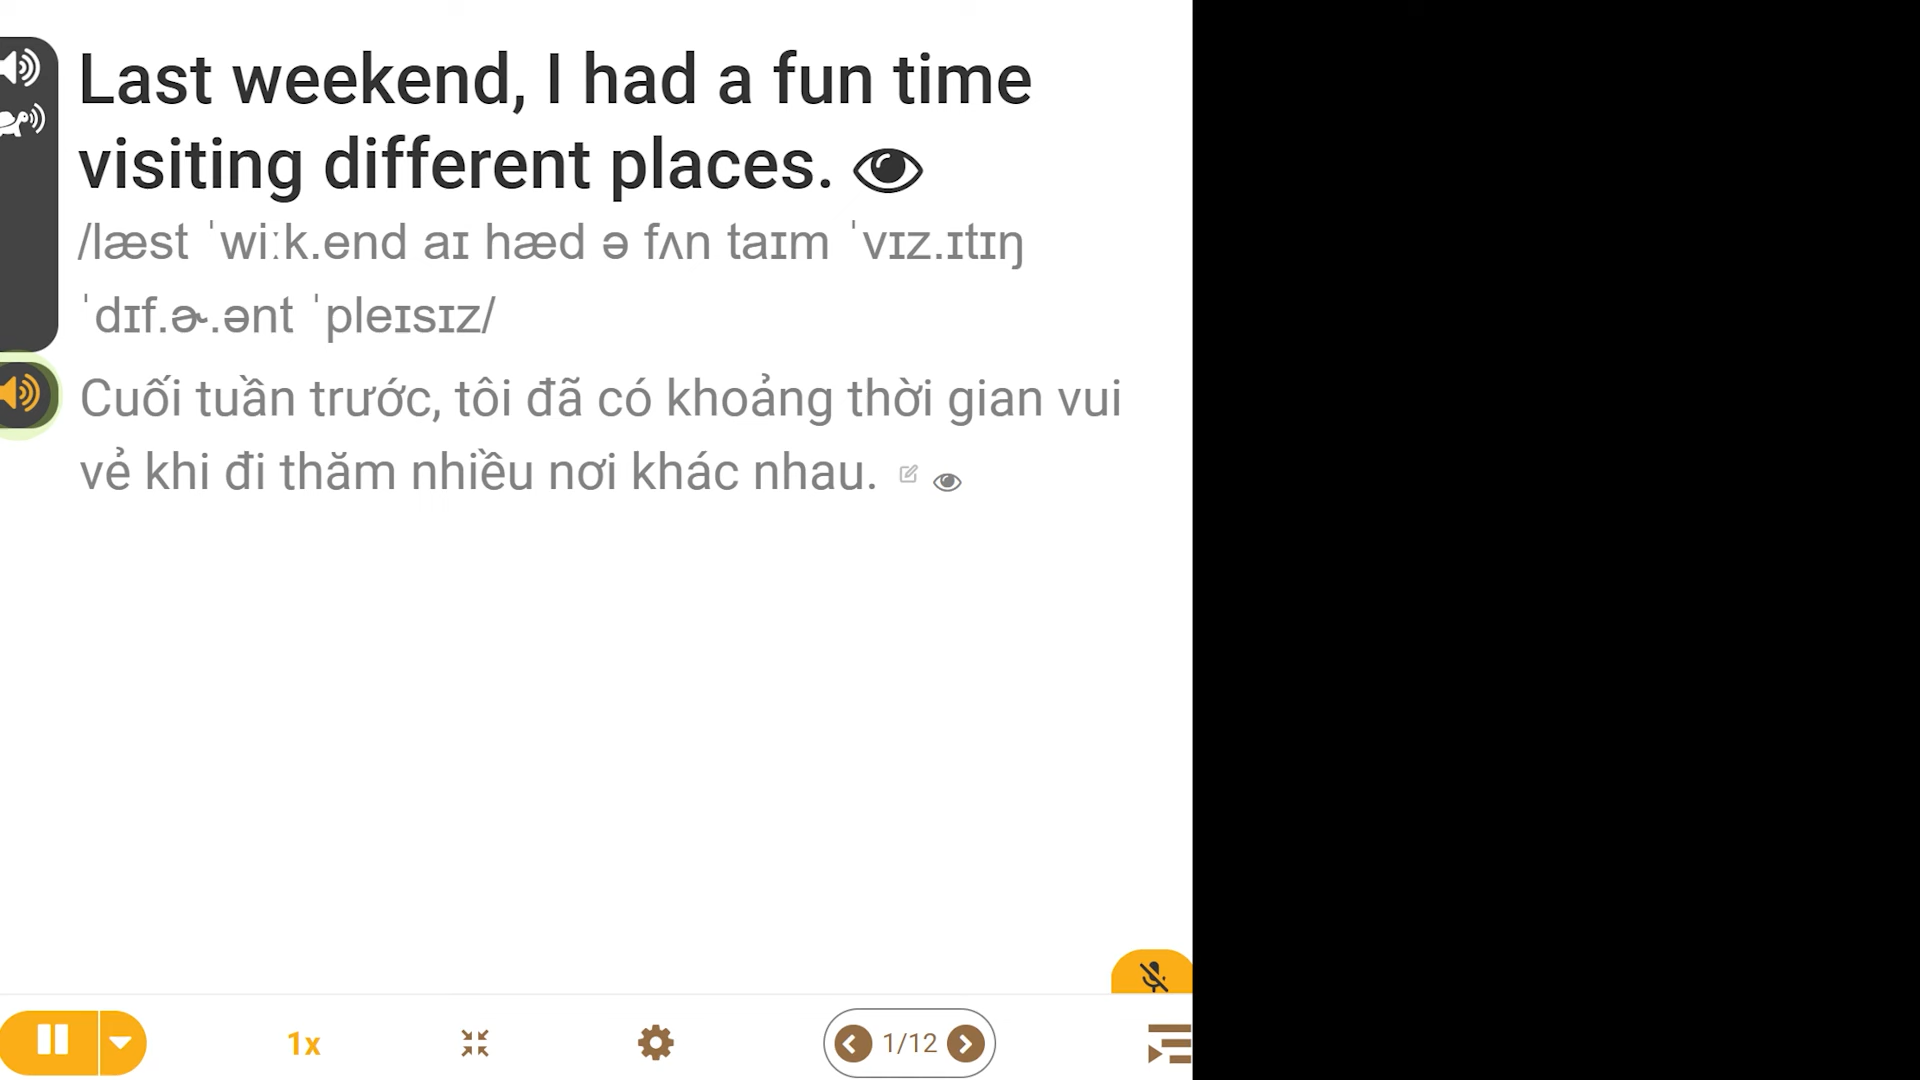 Last weekend, I had a fun time
visiting different places.
/læst ˈwiːk.end aɪ hæd ə fʌn taɪm ˈvɪz.ɪtɪŋ
ˈdɪf.ɚ.ənt ˈpleɪsɪz/
Cuối tuần trước, tôi đã có khoảng thời gian vui
vẻ khi đi thăm nhiều nơi khác nhau.
1x
1/12